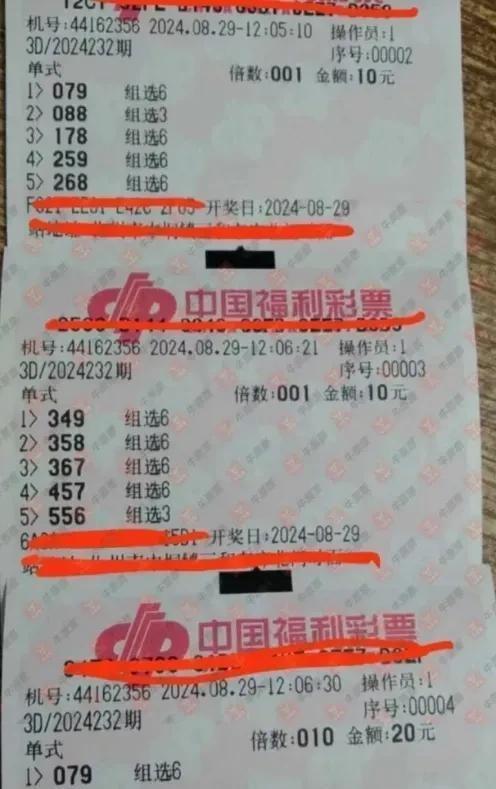 机号:44162356 2024.08.29-12:05:10 操作员:1
3D/2024232期 序号:00002
单式 倍数:001 金额:10元
1> 079 组选6
2> 088 组选3
3> 178 组选6
4> 259 组选6
5> 268 组选6
开奖日:2024-08-29
中国福利彩票
机号:44162356 2024.08.29-12:06:21 操作员:1
3D/2024232期 序号:00003
单式 倍数:001 金额:10元
1> 349 组选6
2> 358 组选6
3> 367 组选6
4> 457 组选6
5> 556 组选3
开奖日:2024-08-29
中国福利彩票
机号:44162356 2024.08.29-12:06:30 操作员:1
3D/2024232期 序号:00004
单式 倍数:010 金额:20元
1> 079 组选6